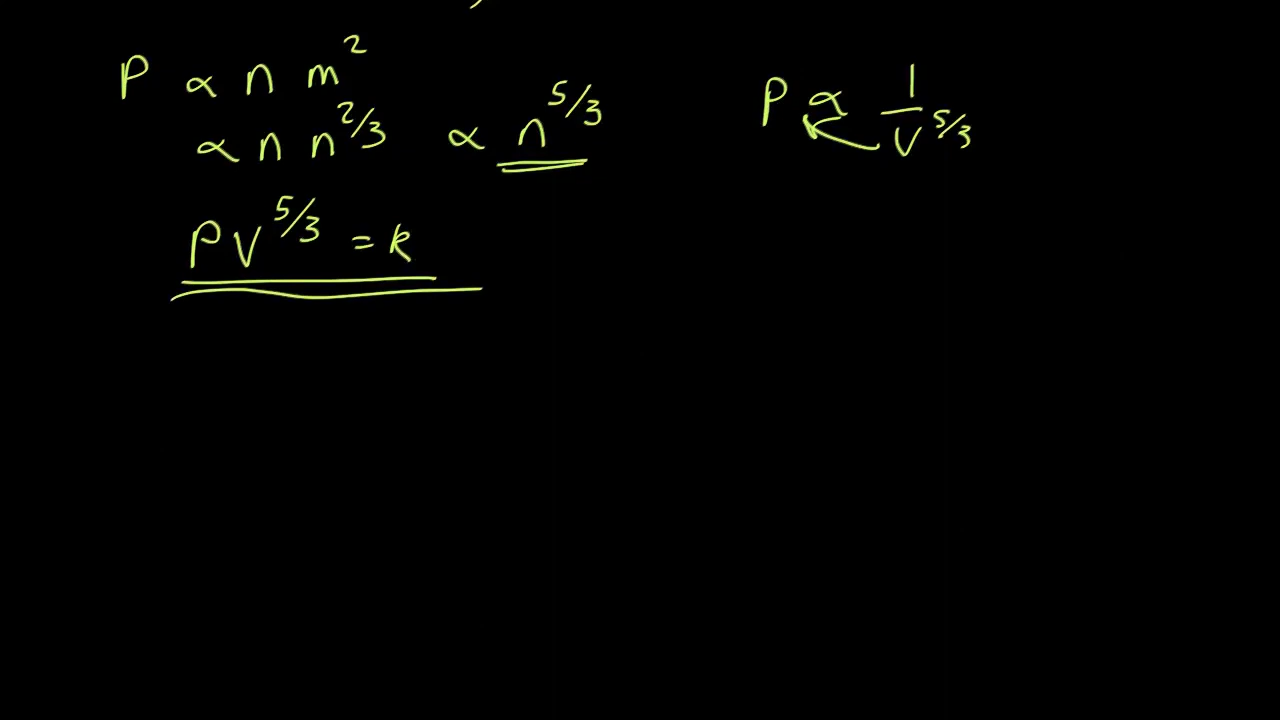 P ∝ n m²
∝ n n^2/3 ∝ n^5/3
PV^5/3 = k
P ∝ 1/V^5/3